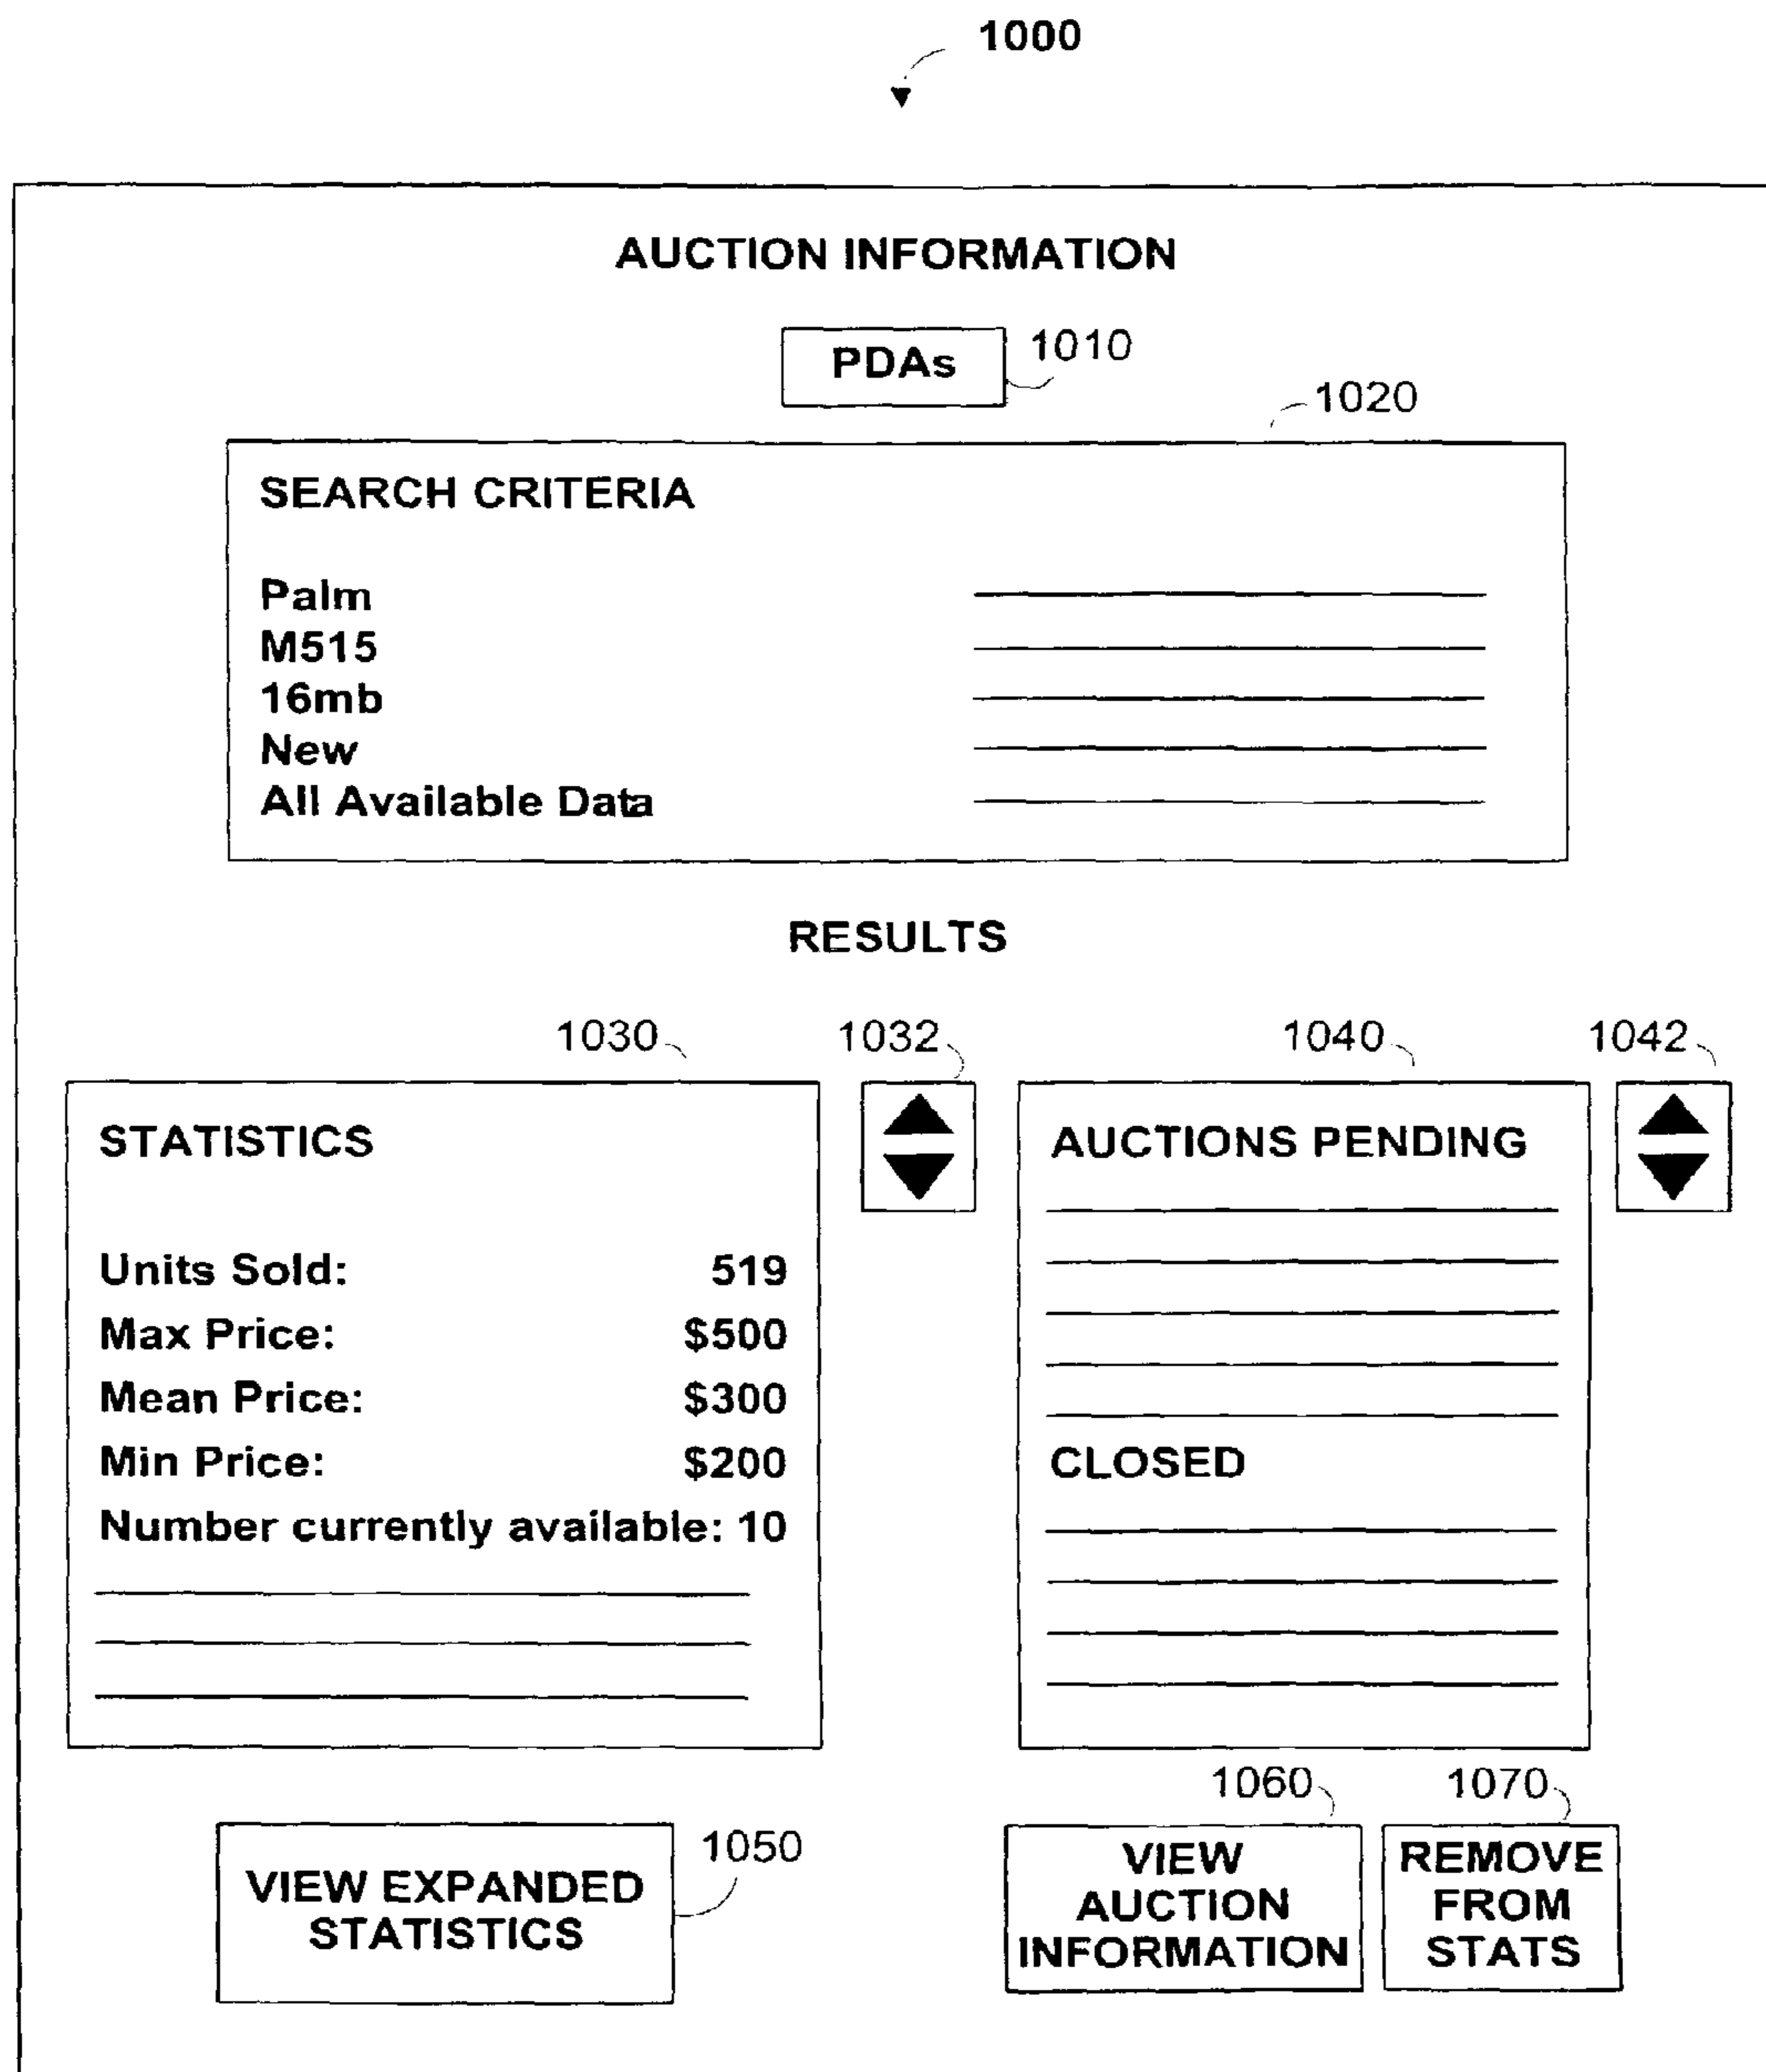 1000
AUCTION INFORMATION
PDAs
1010
1020
SEARCH CRITERIA
Palm
M515
16mb
New
All Available Data
RESULTS
1030
1032
1040
1042
STATISTICS
Units Sold: 519
Max Price: $500
Mean Price: $300
Min Price: $200
Number currently available: 10
AUCTIONS PENDING
CLOSED
1050
VIEW EXPANDED
STATISTICS
1060
1070
VIEW
AUCTION
INFORMATION
REMOVE
FROM
STATS